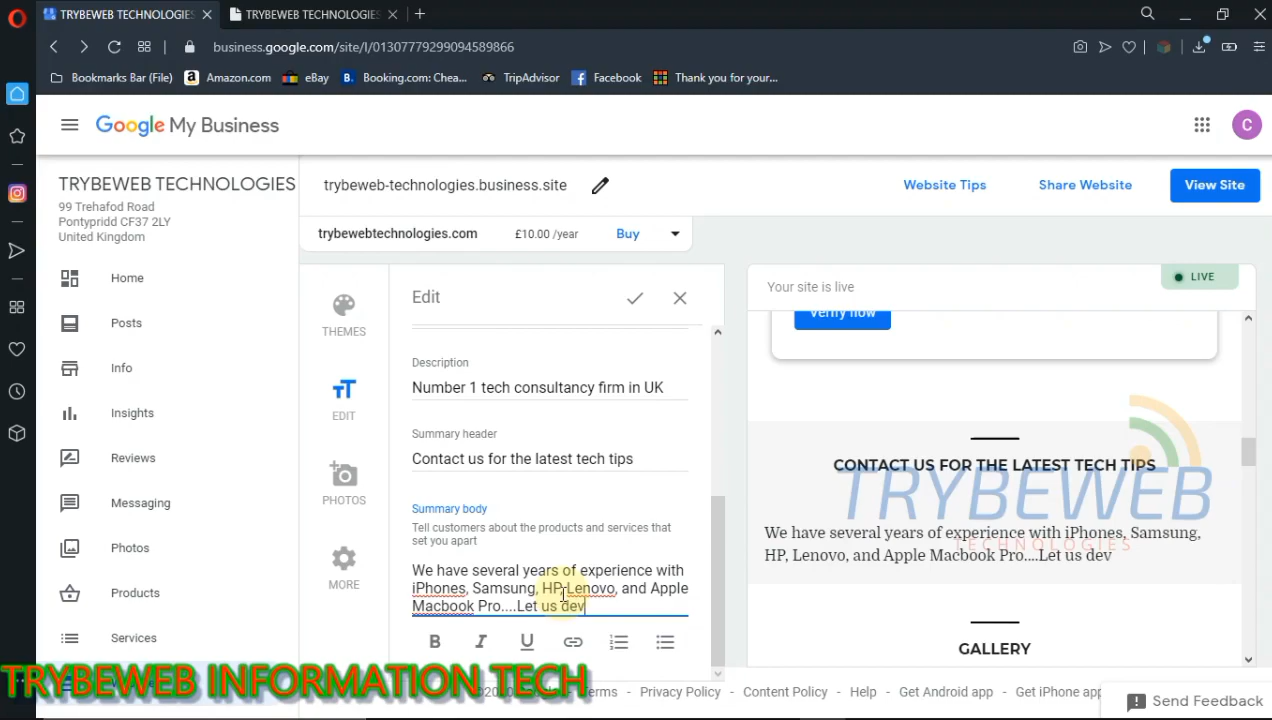 TRYBEWEB TECHNOLOGIES
TRYBEWEB TECHNOLOGIES
business.google.com/site/l/01307779299094589866
Bookmarks Bar (File)
Amazon.com
eBay
Booking.com: Chea...
TripAdvisor
Facebook
Thank you for your...
Google My Business
C
TRYBEWEB TECHNOLOGIES
99 Trehafod Road
Pontypridd CF37 2LY
United Kingdom
Home
Posts
Info
Insights
Reviews
Messaging
Photos
Products
Services
trybeweb-technologies.business.site
Website Tips
Share Website
View Site
trybewebtechnologies.com
£10.00 /year
Buy
THEMES
EDIT
PHOTOS
MORE
Edit
Description
Number 1 tech consultancy firm in UK
Summary header
Contact us for the latest tech tips
Summary body
Tell customers about the products and services that
set you apart
We have several years of experience with
iPhones, Samsung, HP, Lenovo, and Apple
Macbook Pro....Let us dev
B I U
Your site is live
LIVE
Verify now
CONTACT US FOR THE LATEST TECH TIPS
TRYBEWEB
TECHNOLOGIES
We have several years of experience with iPhones, Samsung,
HP, Lenovo, and Apple Macbook Pro....Let us dev
GALLERY
TRYBEWEB INFORMATION TECH
Terms
Privacy Policy
Content Policy
Help
Get Android app
Get iPhone app
Send Feedback